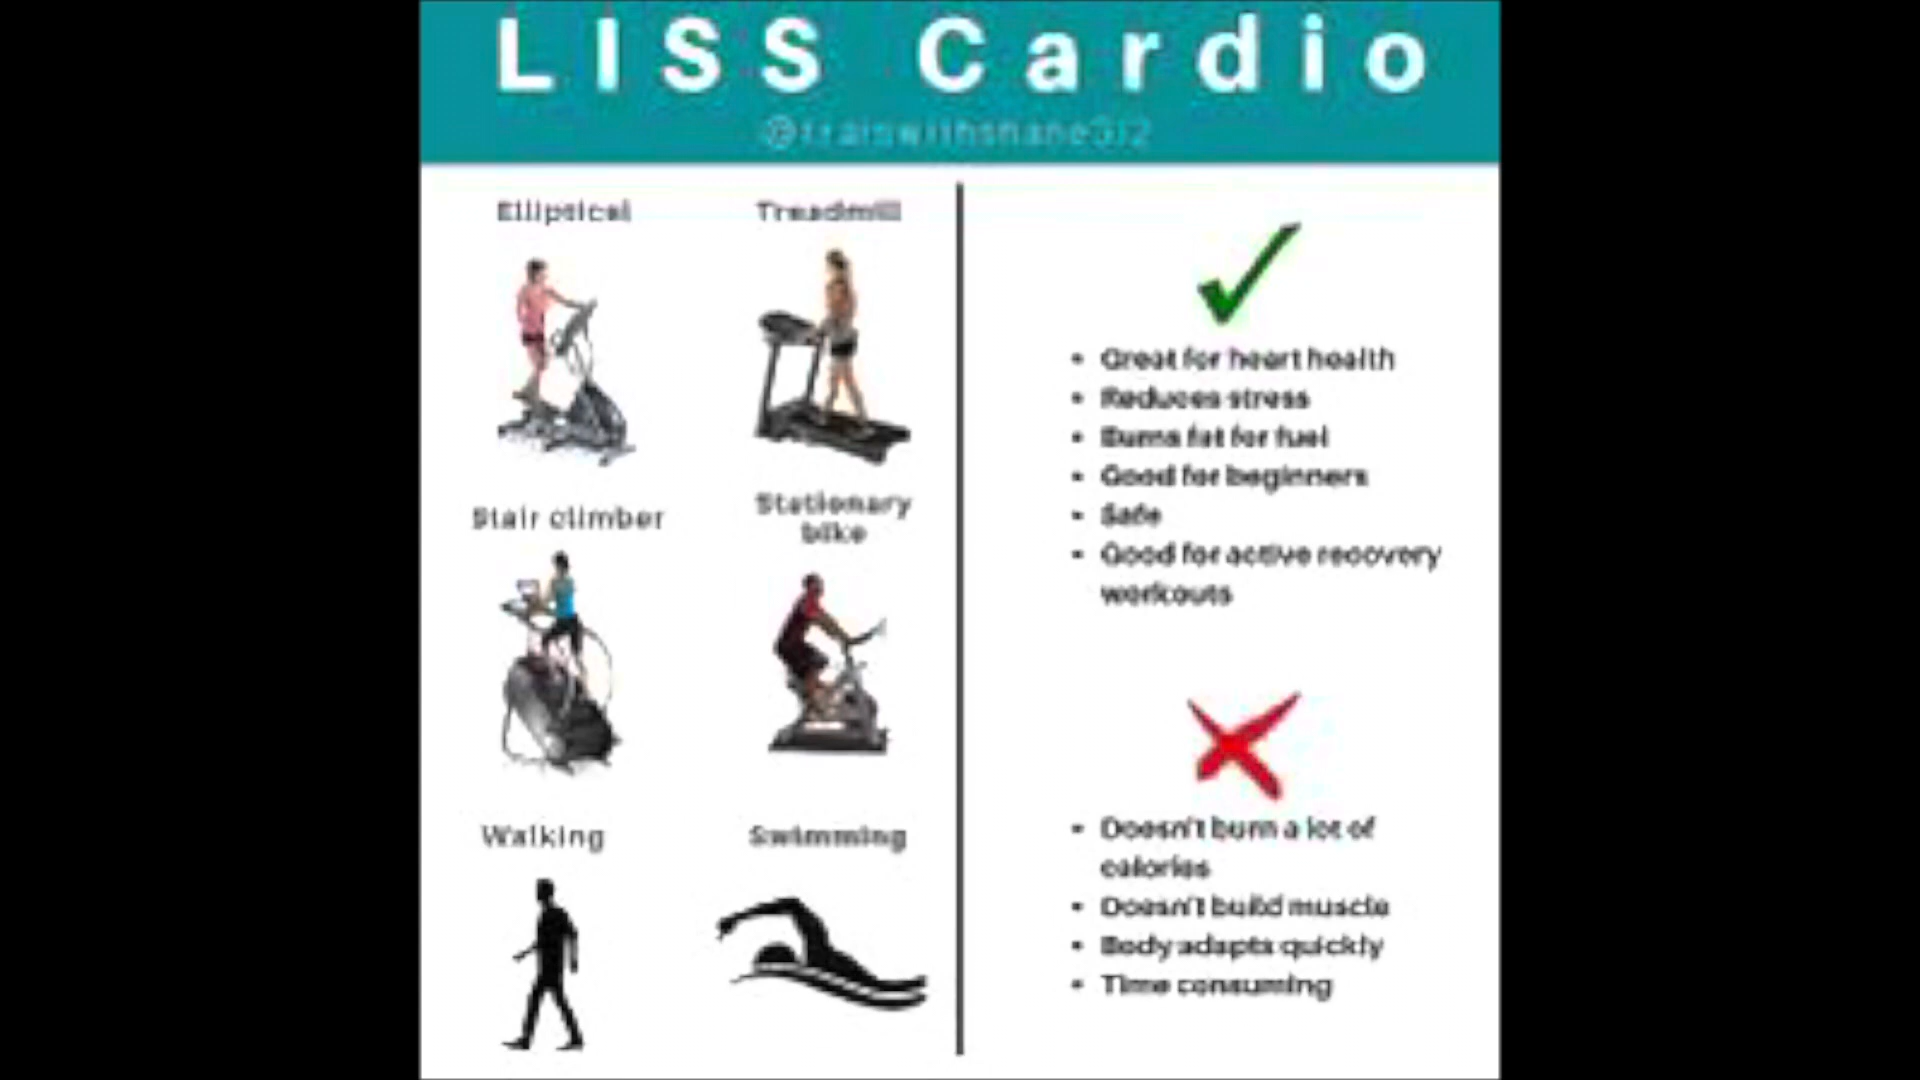 LISS Cardio
Elliptical
Treadmill
Stair climber
Stationary
bike
Walking
Swimming
• Great for heart health
• Reduces stress
• Burns fat for fuel
• Good for beginners
• Safe
• Good for active recovery
workouts
• Doesn't burn a lot of
calories
• Doesn't build muscle
• Body adapts quickly
• Time consuming